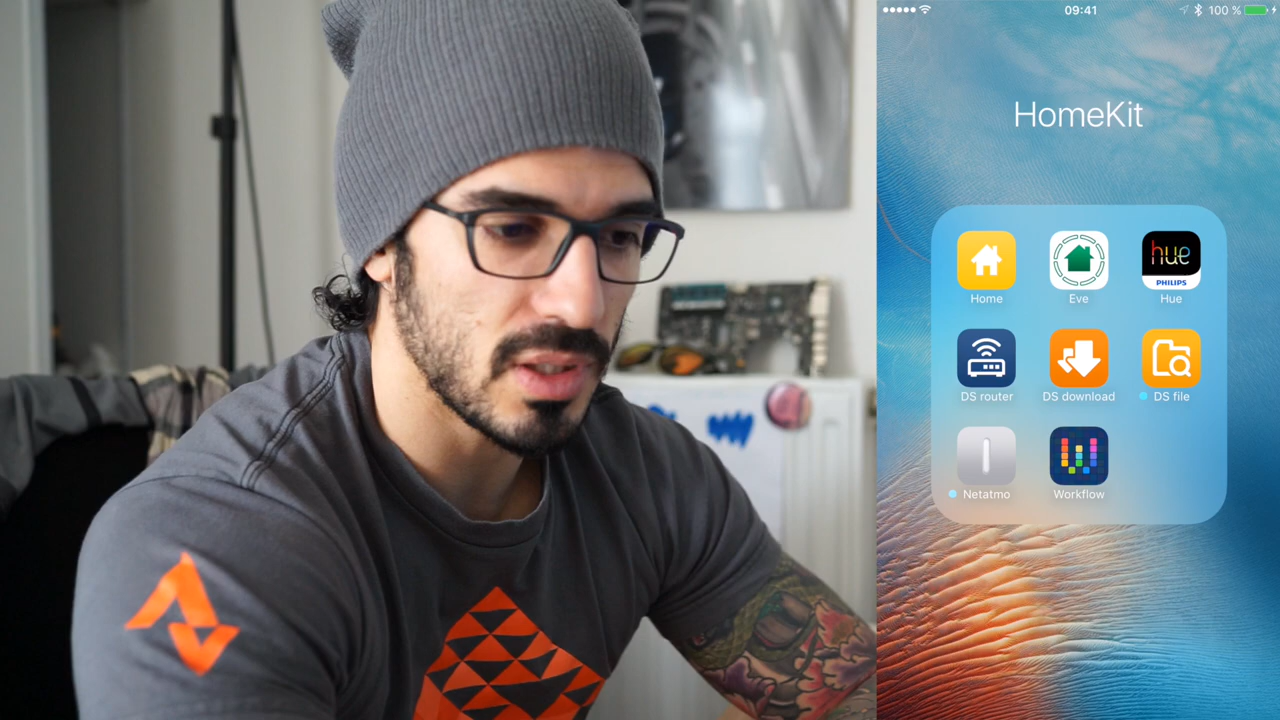 09:41
100 %
HomeKit
hue
PHILIPS
Home
Eve
Hue
DS router
DS download
DS file
Netatmo
Workflow